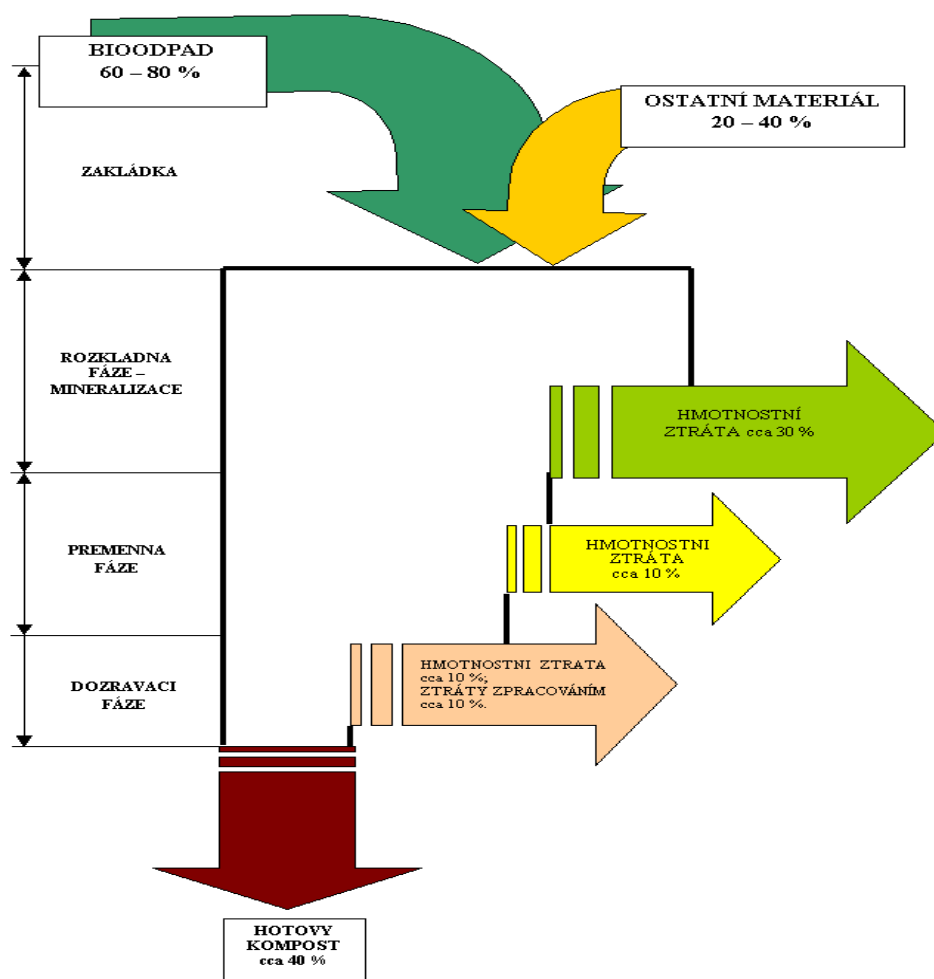 BIOODPAD
60 – 80 %
OSTATNÍ MATERIÁL
20 – 40 %
ZAKLÁDKA
ROZKLADNA
FÁZE –
MINERALIZACE
HMOTNOSTNÍ
ZTRÁTA cca 30 %
PREMENNA
FÁZE
HMOTNOSTNI
ZTRÁTA
cca 10 %
DOZRAVACI
FÁZE
HMOTNOSTNI ZTRATA
cca 10 %;
ZTRÁTY ZPRACOVÁNÍM
cca 10 %.
HOTOVY
KOMPOST
cca 40 %